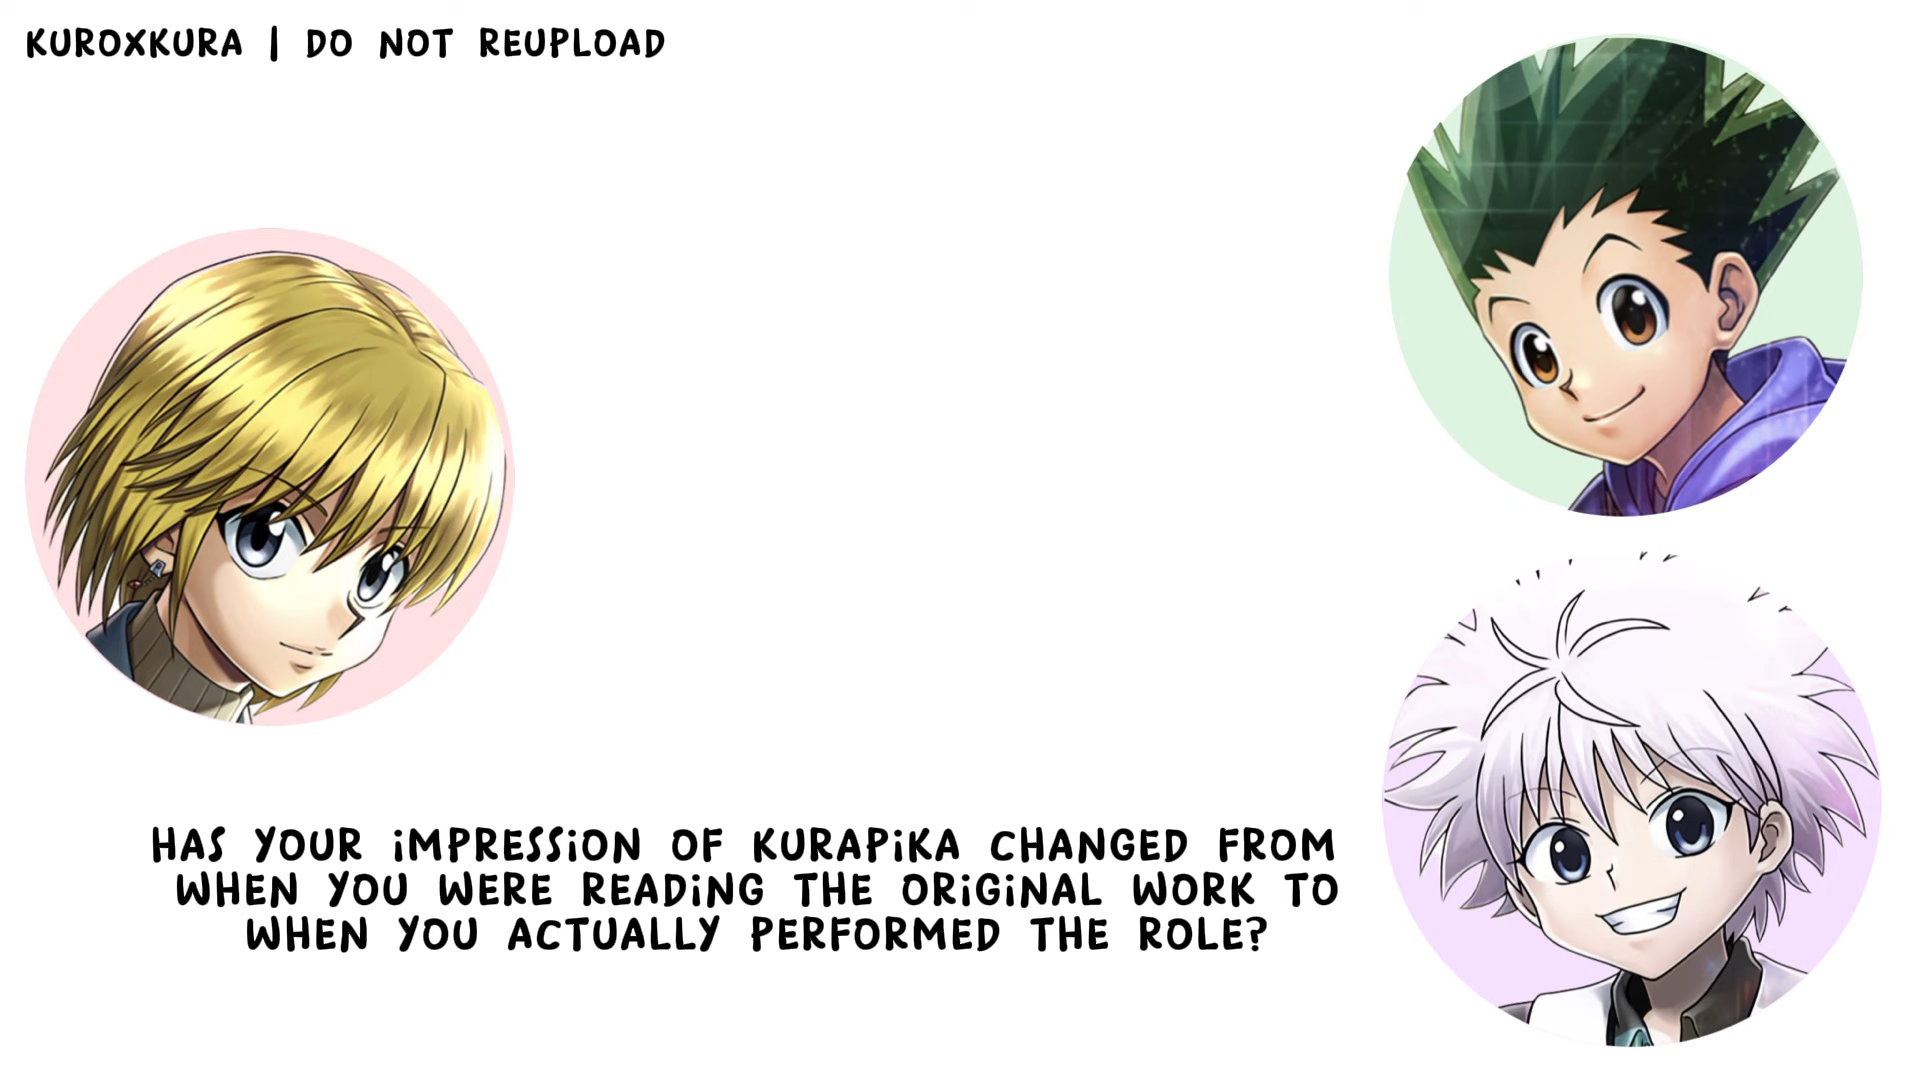 KUROXKURA | DO NOT REUPLOAD
HAS YOUR iMPRESSiON OF KURAPiKA CHANGED FROM
WHEN YOU WERE READiNG THE ORiGiNAL WORK TO
WHEN YOU ACTUALLY PERFORMED THE ROLE?